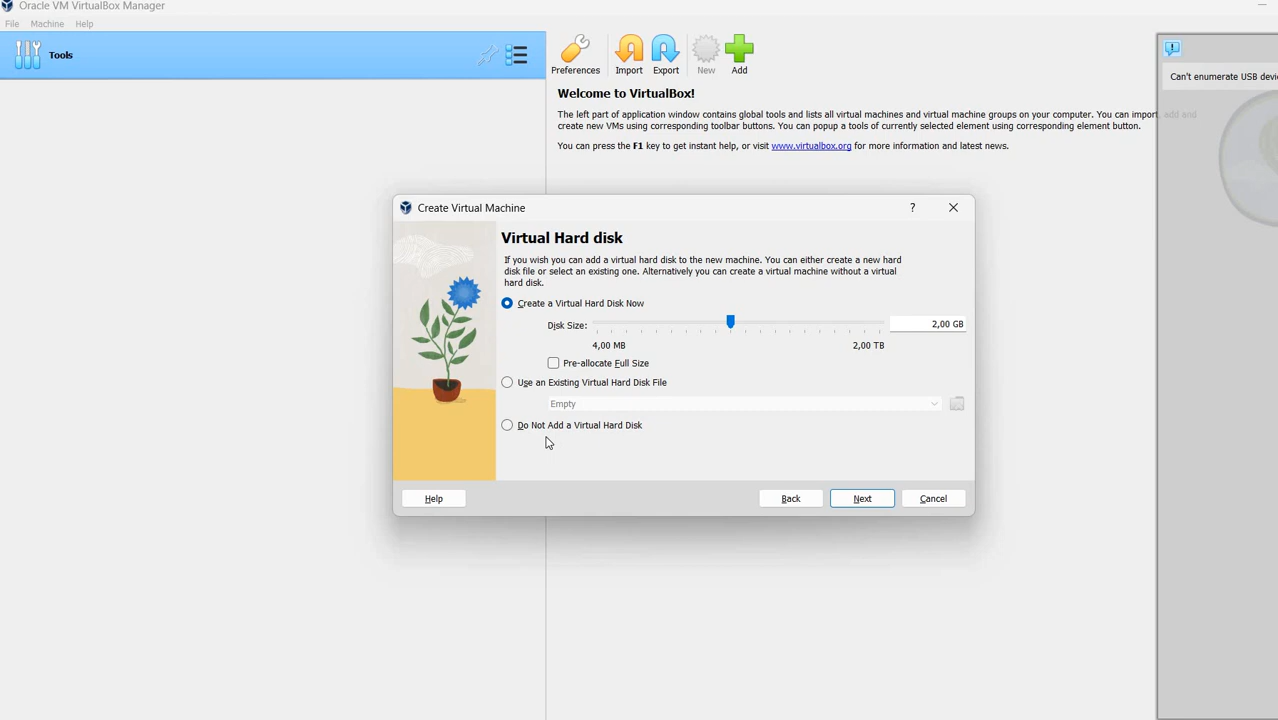 Oracle VM VirtualBox Manager
File Machine Help
Tools
Preferences Import Export New Add
Welcome to VirtualBox!
The left part of application window contains global tools and lists all virtual machines and virtual machine groups on your computer. You can import, add and
create new VMs using corresponding toolbar buttons. You can popup a tools of currently selected element using corresponding element button.
You can press the F1 key to get instant help, or visit www.virtualbox.org for more information and latest news.
Can't enumerate USB devi
Create Virtual Machine
?
Virtual Hard disk
If you wish you can add a virtual hard disk to the new machine. You can either create a new hard
disk file or select an existing one. Alternatively you can create a virtual machine without a virtual
hard disk.
Create a Virtual Hard Disk Now
Disk Size: 2,00 GB
4,00 MB 2,00 TB
Pre-allocate Full Size
Use an Existing Virtual Hard Disk File
Empty
Do Not Add a Virtual Hard Disk
Help Back Next Cancel